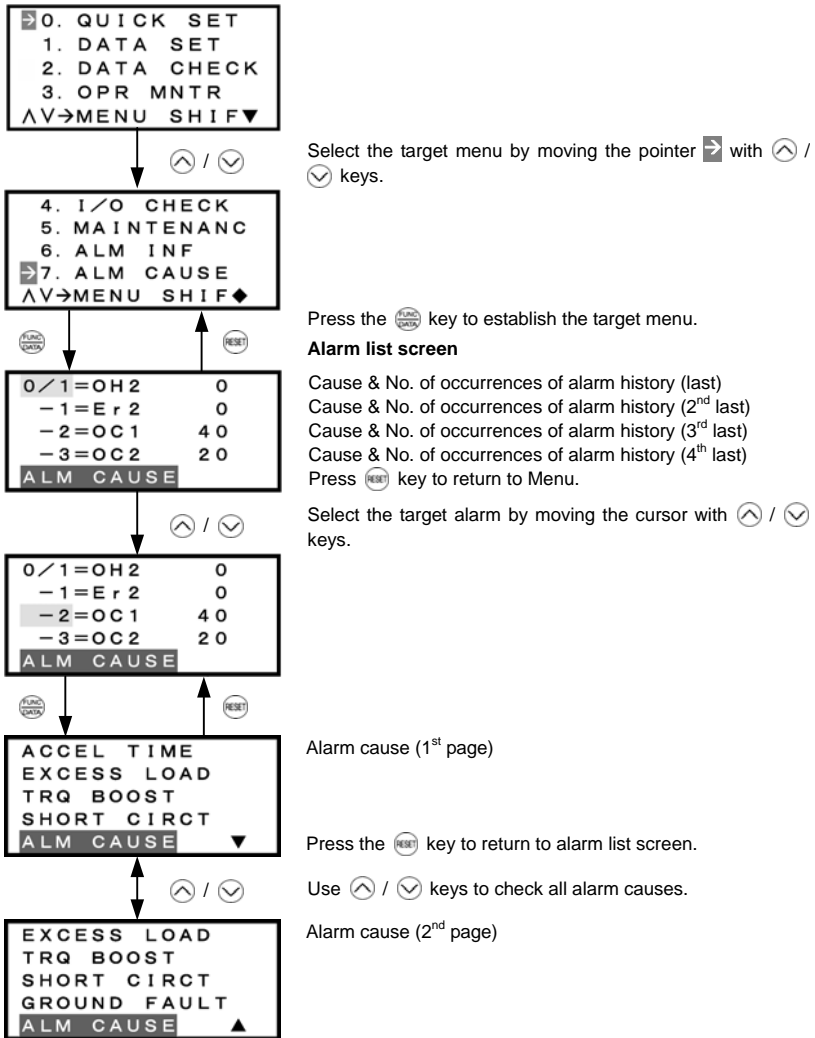 →0. QUICK SET
1. DATA SET
2. DATA CHECK
3. OPR MNTR
∧∨→MENU SHIF▼
∧ / ∨
Select the target menu by moving the pointer → with ∧ /
∨ keys.
4. I/O CHECK
5. MAINTENANC
6. ALM INF
→7. ALM CAUSE
∧∨→MENU SHIF◆
Press the FUNC DATA key to establish the target menu.
FUNC DATA RESET
Alarm list screen
0/1=OH2 0
−1=Er2 0
−2=OC1 40
−3=OC2 20
ALM CAUSE
Cause & No. of occurrences of alarm history (last)
Cause & No. of occurrences of alarm history (2nd last)
Cause & No. of occurrences of alarm history (3rd last)
Cause & No. of occurrences of alarm history (4th last)
Press RESET key to return to Menu.
∧ / ∨
Select the target alarm by moving the cursor with ∧ / ∨
keys.
0/1=OH2 0
−1=Er2 0
−2=OC1 40
−3=OC2 20
ALM CAUSE
FUNC DATA RESET
ACCEL TIME
EXCESS LOAD
TRQ BOOST
SHORT CIRCT
ALM CAUSE ▼
Alarm cause (1st page)
Press the RESET key to return to alarm list screen.
∧ / ∨
Use ∧ / ∨ keys to check all alarm causes.
EXCESS LOAD
TRQ BOOST
SHORT CIRCT
GROUND FAULT
ALM CAUSE ▲
Alarm cause (2nd page)